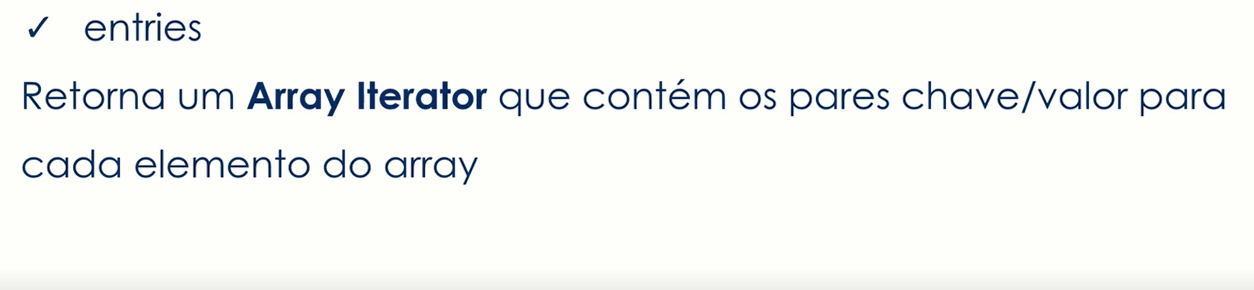 ✓ entries
Retorna um Array Iterator que contém os pares chave/valor para
cada elemento do array